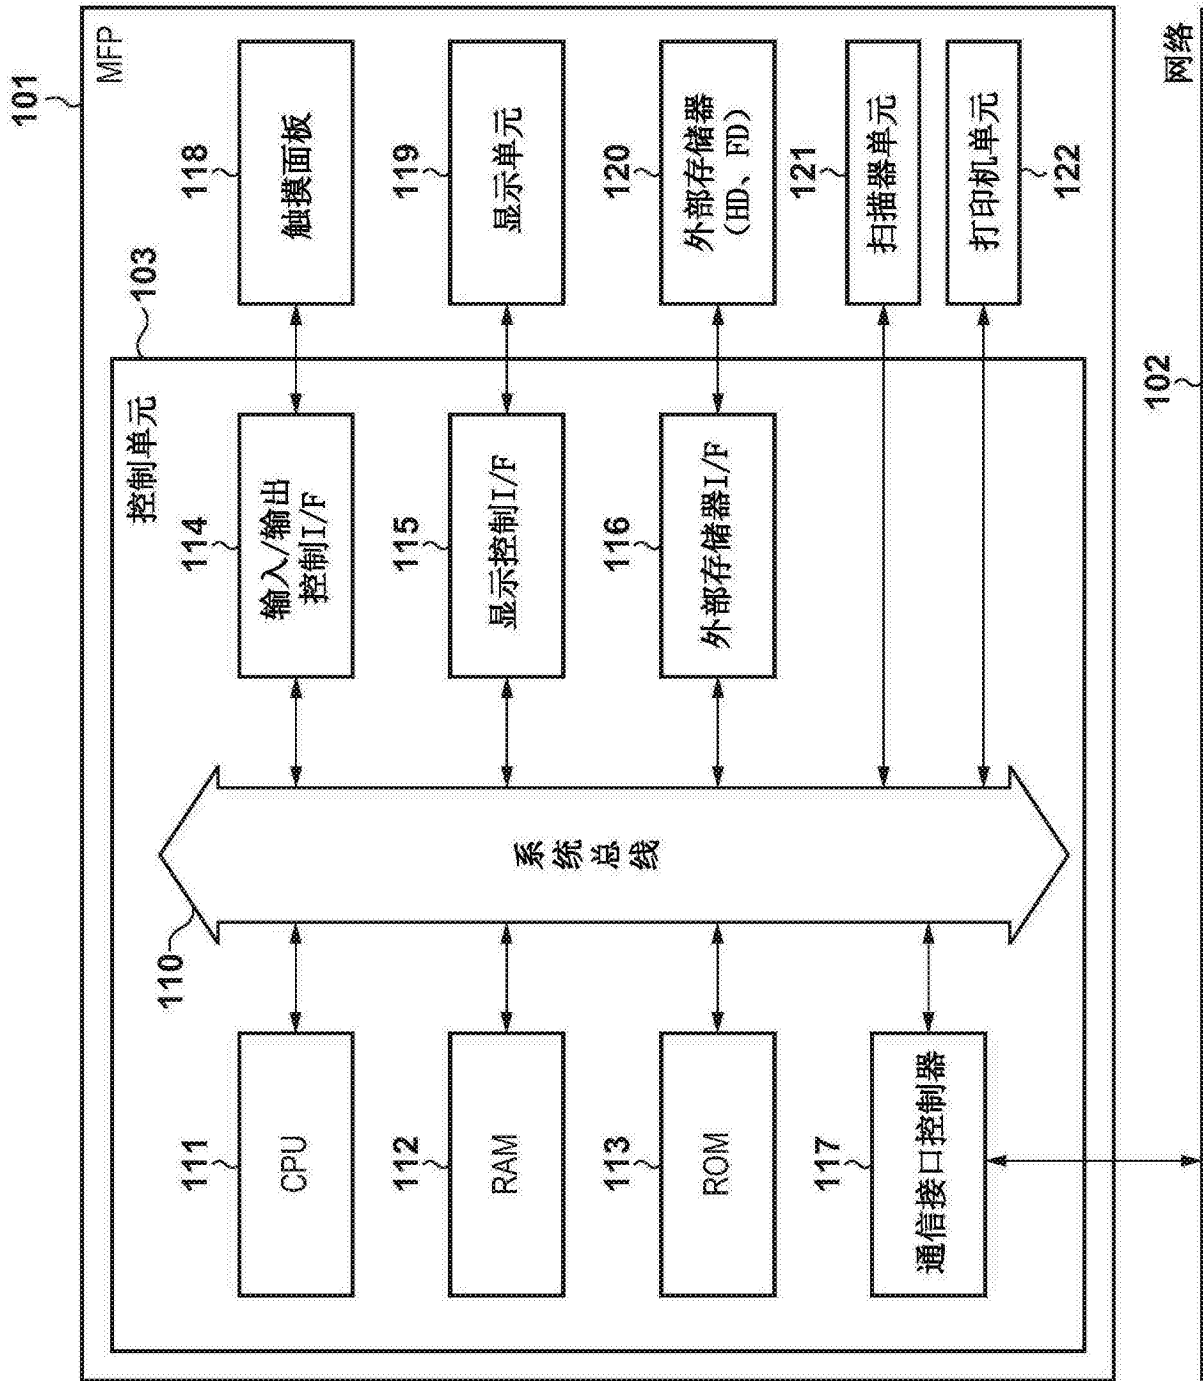 101
MFP
103
控制单元
110
系统总线
111
CPU
112
RAM
113
ROM
117
通信接口控制器
114
输入/输出
控制I/F
115
显示控制I/F
116
外部存储器I/F
118
触摸面板
119
显示单元
120
外部存储器
(HD、FD)
121
扫描器单元
打印机单元
122
102
网络